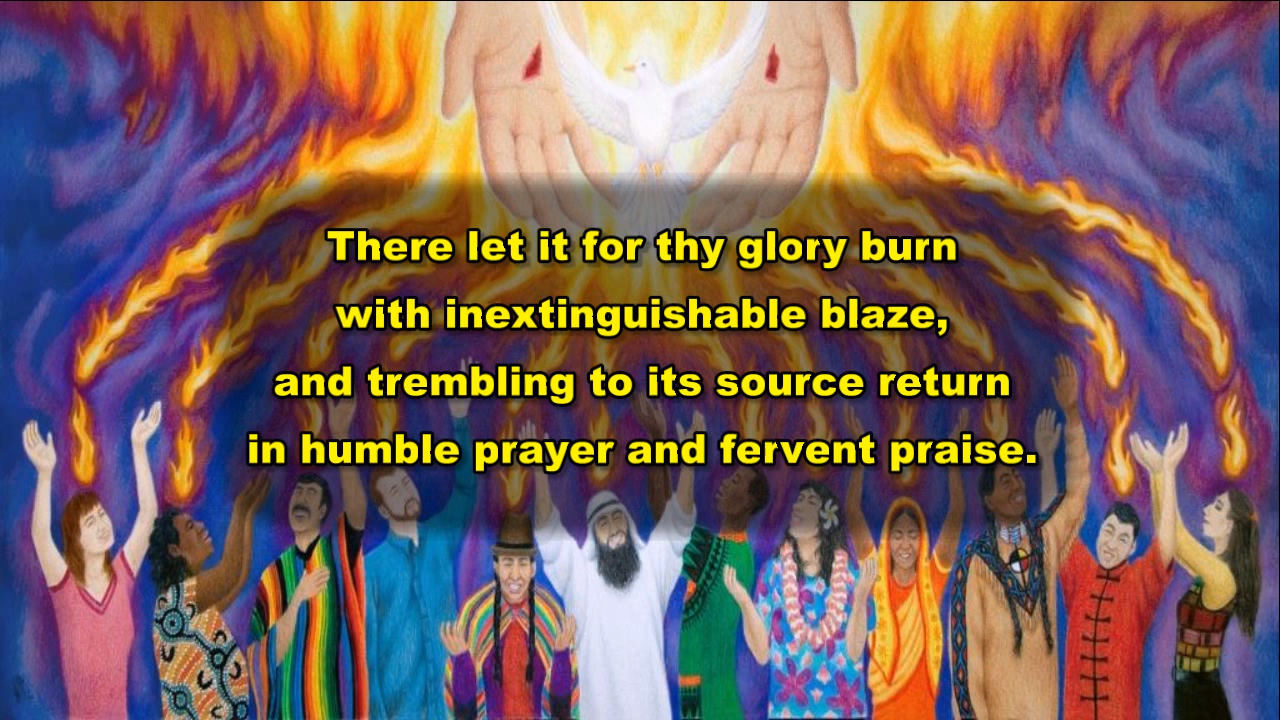 There let it for thy glory burn
with inextinguishable blaze,
and trembling to its source return
in humble prayer and fervent praise.